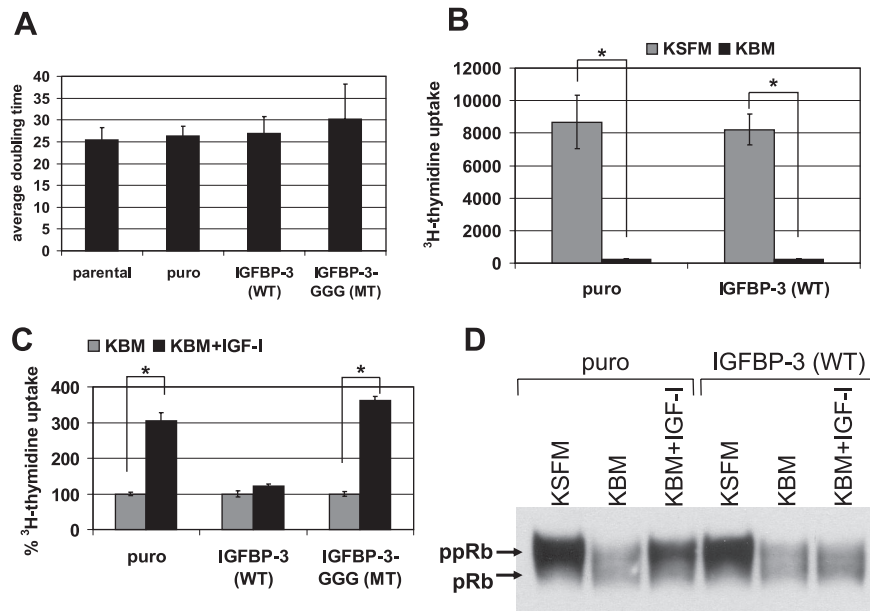 A
average doubling time
40
35
30
25
20
15
10
5
0
parental
puro
IGFBP-3
(WT)
IGFBP-3-
GGG (MT)
B
KSFM KBM
³H-thymidine uptake
12000
10000
8000
6000
4000
2000
0
*
*
puro
IGFBP-3 (WT)
C
KBM KBM+IGF-I
% ³H-thymidine uptake
400
300
200
100
0
*
*
puro
IGFBP-3
(WT)
IGFBP-3-
GGG (MT)
D
puro
IGFBP-3 (WT)
KSFM
KBM
KBM+IGF-I
KSFM
KBM
KBM+IGF-I
ppRb
pRb